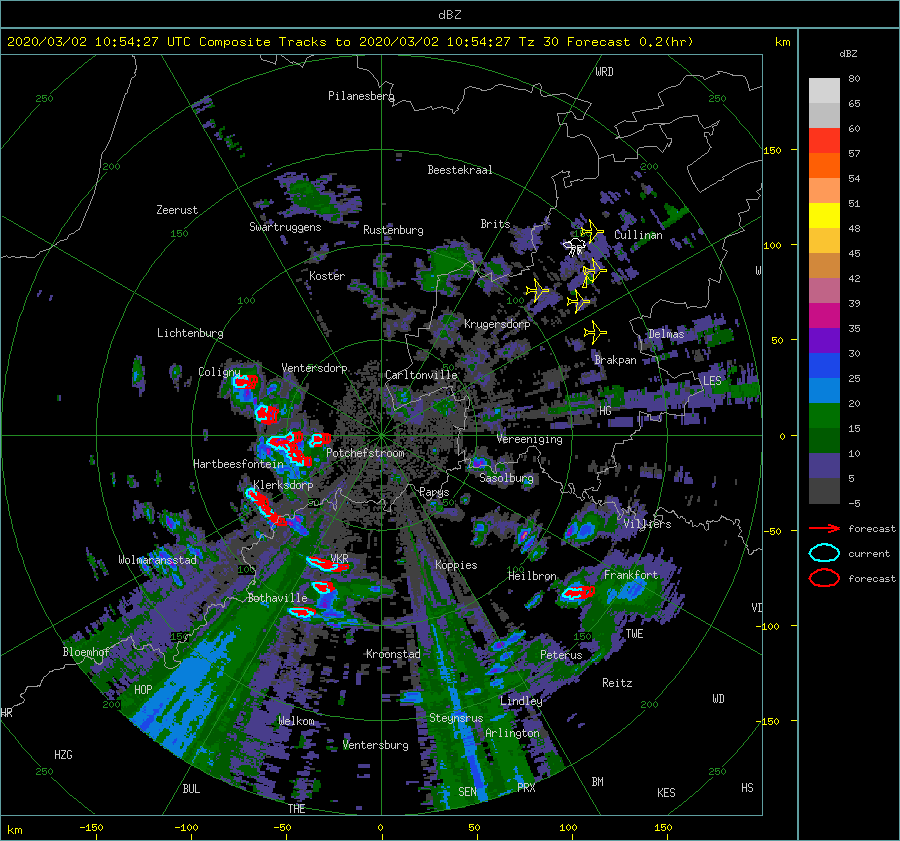 dBZ
2020/03/02 10:54:27 UTC Composite Tracks to 2020/03/02 10:54:27 Tz 30 Forecast 0.2(hr)
km
dBZ
WRD
80
Pilanesberg
250
250
65
60
150
57
200
200
Beestekraal
54
Zeerust
51
Swartruggens
Rustenburg
Brits
150
Cullinan
48
100
45
Koster
42
100
100
39
Krugersdorp
35
Lichtenburg
Delmas
50
30
Brakpan
Coligny
Ventersdorp
Carltonville
25
LES
20
HG
15
Vereeniging
0
Potchefstroom
10
Hartbeesfontein
Sasolburg
5
Klerksdorp
Parys
50
50
-5
Villiers
forecast
-50
Wolmaransstad
VKR
current
Koppies
100
100
Heilbron
Frankfort
forecast
Bothaville
VD
-100
150
150
TWE
Bloemhof
Kroonstad
Peterus
HOP
Reitz
200
Lindley
200
WD
HR
Welkom
Steynsrus
-150
Arlington
Ventersburg
HZG
250
250
BUL
SEN
PRX
BM
KES
HS
THE
km
-150
-100
-50
0
50
100
150